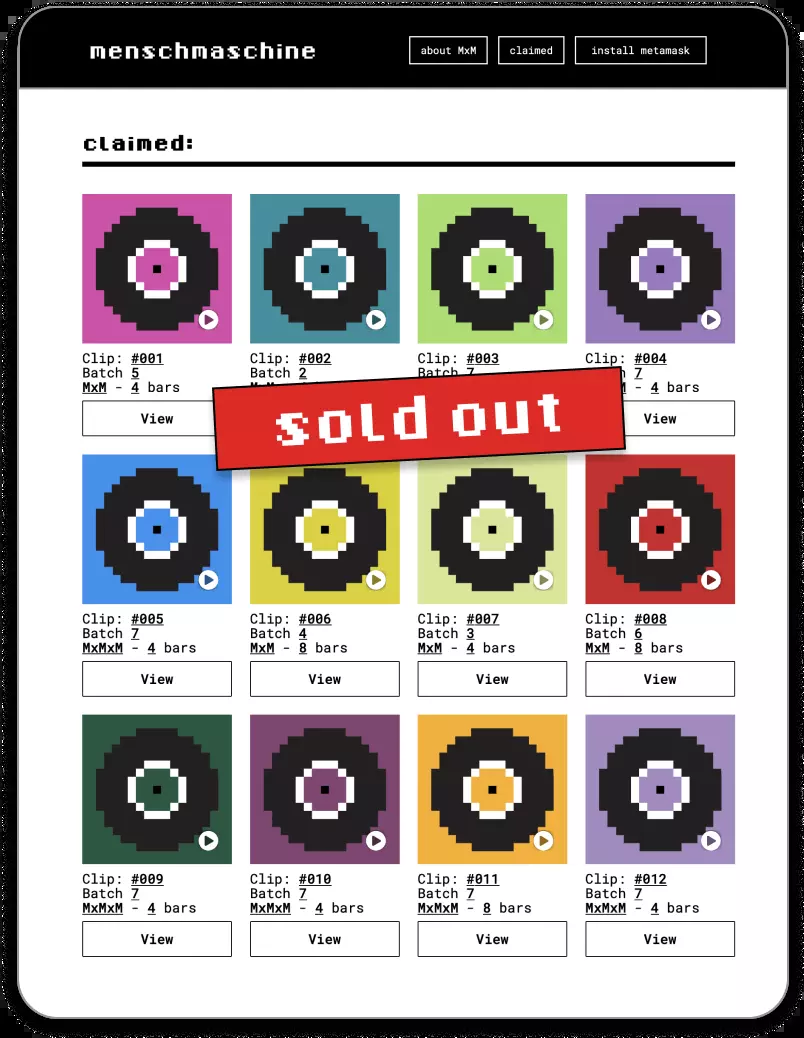 menschmaschine
about MxM
claimed
install metamask
claimed:
Clip: #001
Batch 5
MxM - 4 bars
View
Clip: #002
Batch 2
Clip: #003
Batch 7
Clip: #004
7
- 4 bars
View
sold out
Clip: #005
Batch 7
MxMxM - 4 bars
View
Clip: #006
Batch 4
MxM - 8 bars
View
Clip: #007
Batch 3
MxM - 4 bars
View
Clip: #008
Batch 6
MxM - 8 bars
View
Clip: #009
Batch 7
MxMxM - 4 bars
View
Clip: #010
Batch 7
MxMxM - 4 bars
View
Clip: #011
Batch 7
MxMxM - 8 bars
View
Clip: #012
Batch 7
MxMxM - 4 bars
View